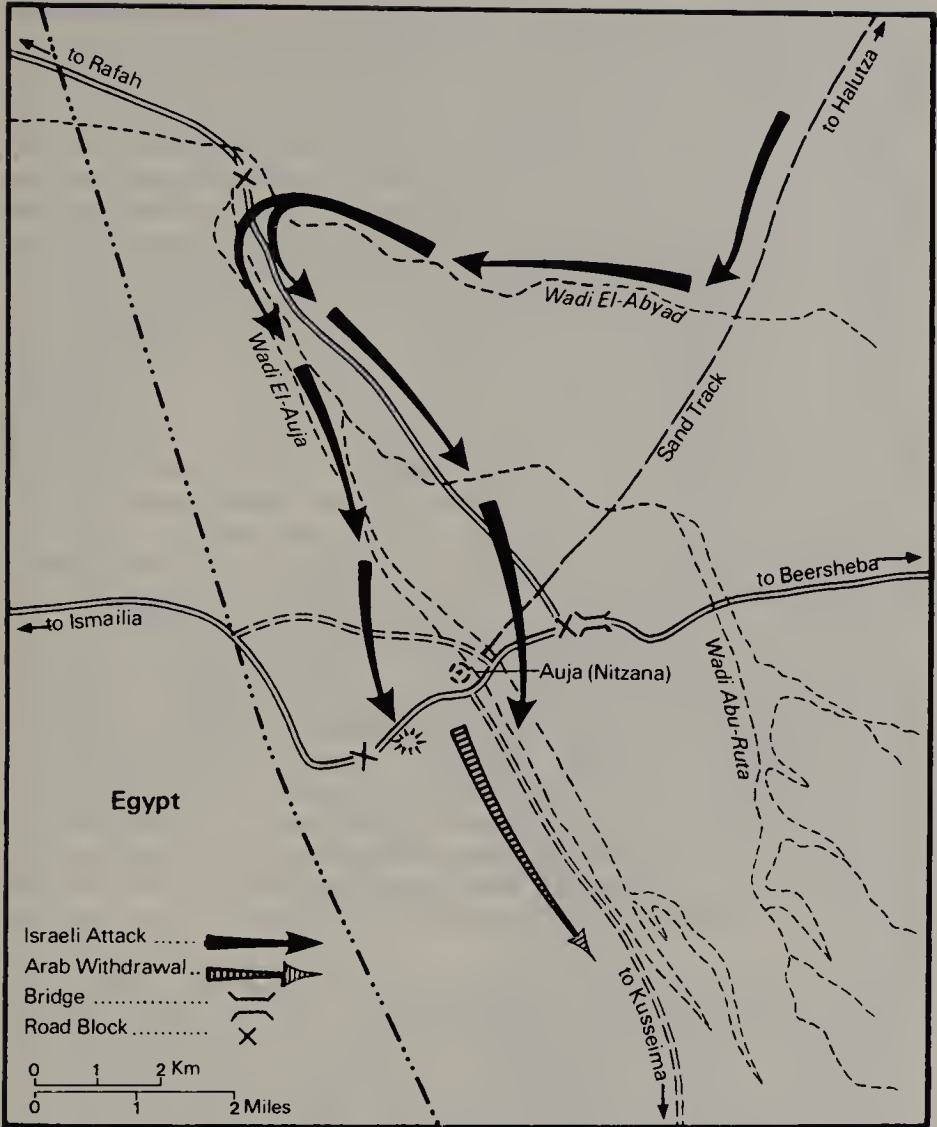 to Rafah
to Halutza
Wadi El-Abyad
Wadi El-Auja
Sand Track
to Beersheba
to Ismailia
Auja (Nitzana)
Wadi Abu-Ruta
Egypt
to Kusseima
Israeli Attack ......
Arab Withdrawal..
Bridge ..............
Road Block ..........
0 1 2 Km
0 1 2 Miles